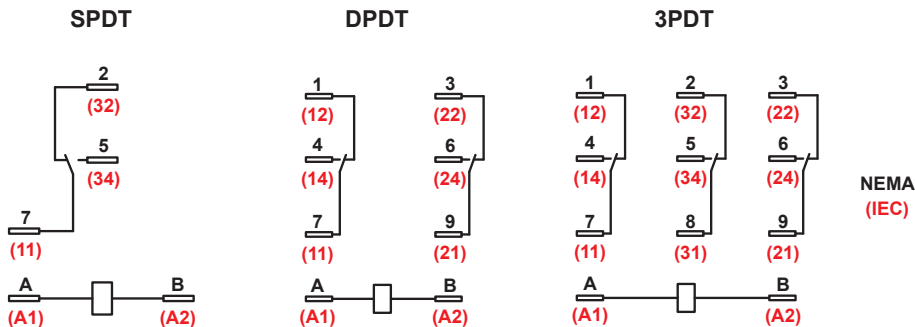 SPDT
2
(32)
5
(34)
7
(11)
A
B
(A1)
(A2)
DPDT
1
3
(12)
(22)
4
6
(14)
(24)
7
9
(11)
(21)
A
B
(A1)
(A2)
3PDT
1
2
3
(12)
(32)
(22)
4
5
6
(14)
(34)
(24)
7
8
9
(11)
(31)
(21)
A
B
(A1)
(A2)
NEMA
(IEC)